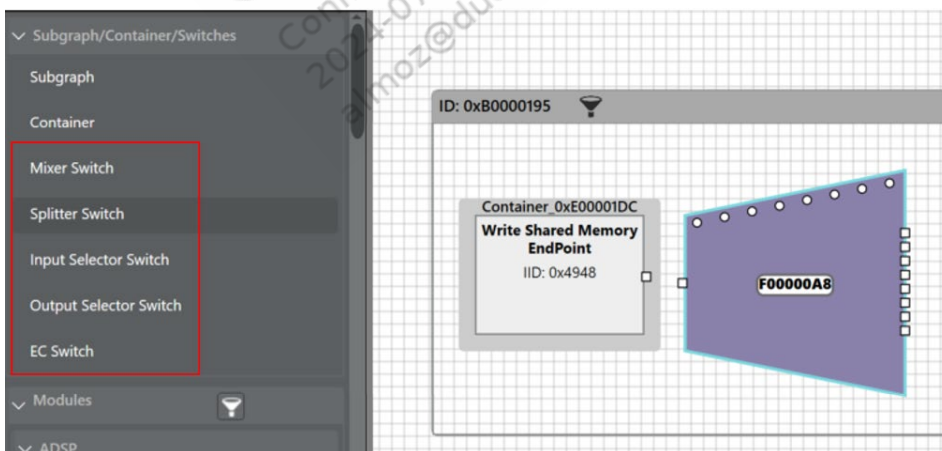 Subgraph/Container/Switches
Subgraph
Container
Mixer Switch
Splitter Switch
Input Selector Switch
Output Selector Switch
EC Switch
Modules
ADSP
ID: 0xB0000195
Container_0xE00001DC
Write Shared Memory
EndPoint
IID: 0x4948
F00000A8